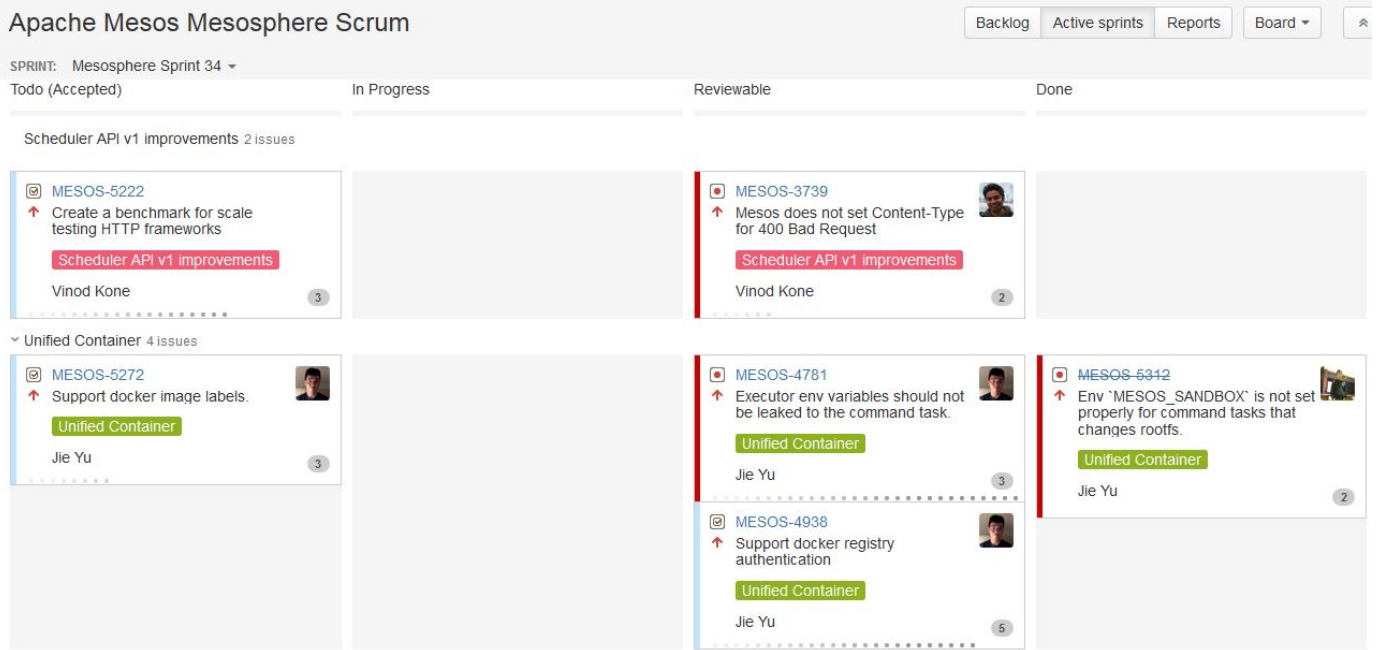 Apache Mesos Mesosphere Scrum
Backlog
Active sprints
Reports
Board
SPRINT: Mesosphere Sprint 34
Todo (Accepted)
In Progress
Reviewable
Done
Scheduler API v1 improvements 2 issues
MESOS-5222
Create a benchmark for scale
testing HTTP frameworks
Scheduler API v1 improvements
Vinod Kone
3
MESOS-3739
Mesos does not set Content-Type
for 400 Bad Request
Scheduler API v1 improvements
Vinod Kone
2
Unified Container 4 issues
MESOS-5272
Support docker image labels.
Unified Container
Jie Yu
3
MESOS-4781
Executor env variables should not
be leaked to the command task.
Unified Container
Jie Yu
3
MESOS-4938
Support docker registry
authentication
Unified Container
Jie Yu
5
MESOS-5312
Env `MESOS_SANDBOX` is not set
properly for command tasks that
changes rootfs.
Unified Container
Jie Yu
2